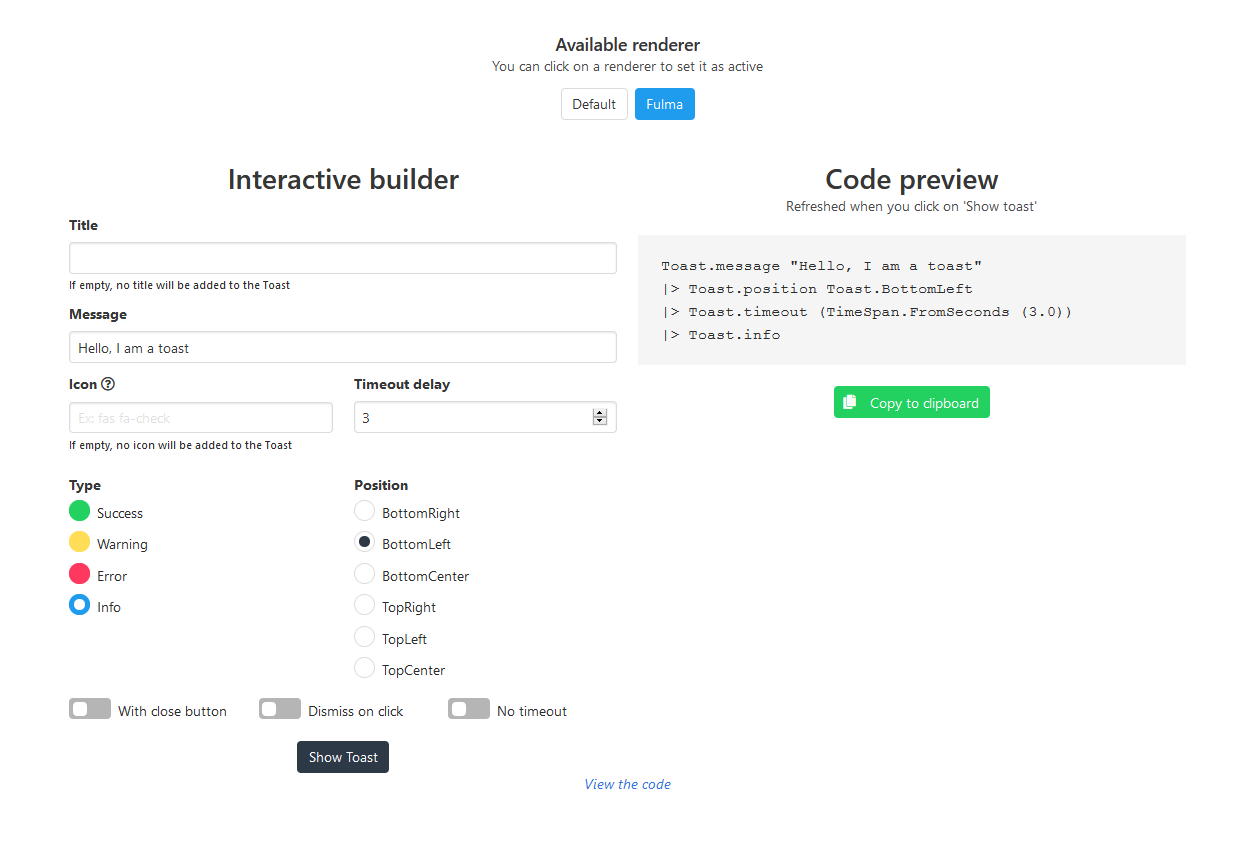 Available renderer
You can click on a renderer to set it as active
Default Fulma
Interactive builder
Title
If empty, no title will be added to the Toast
Message
Hello, I am a toast
Icon Timeout delay
Ex: fas fa-check 3
If empty, no icon will be added to the Toast
Type
Success
Warning
Error
Info
Position
BottomRight
BottomLeft
BottomCenter
TopRight
TopLeft
TopCenter
With close button Dismiss on click No timeout
Show Toast
Code preview
Refreshed when you click on 'Show toast'
Toast.message "Hello, I am a toast"
|> Toast.position Toast.BottomLeft
|> Toast.timeout (TimeSpan.FromSeconds (3.0))
|> Toast.info
Copy to clipboard
View the code